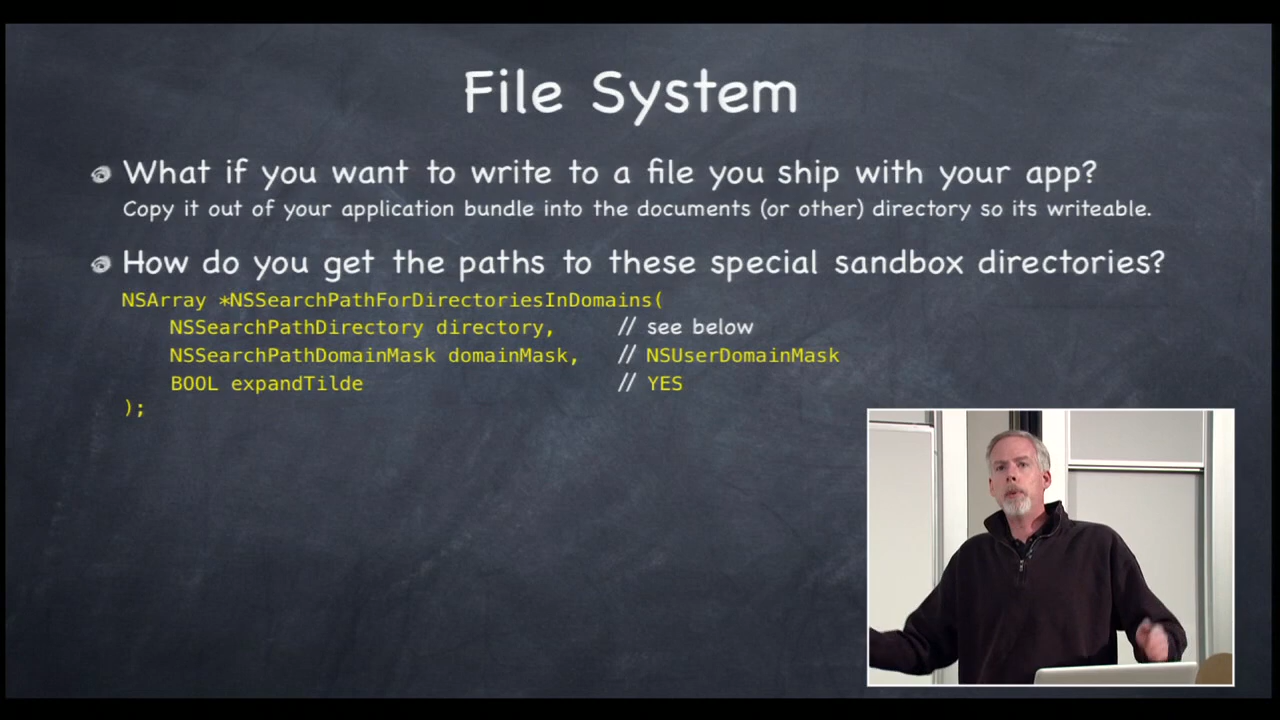 File System
What if you want to write to a file you ship with your app?
Copy it out of your application bundle into the documents (or other) directory so its writeable.
How do you get the paths to these special sandbox directories?
NSArray *NSSearchPathForDirectoriesInDomains(
NSSearchPathDirectory directory, // see below
NSSearchPathDomainMask domainMask, // NSUserDomainMask
BOOL expandTilde // YES
);